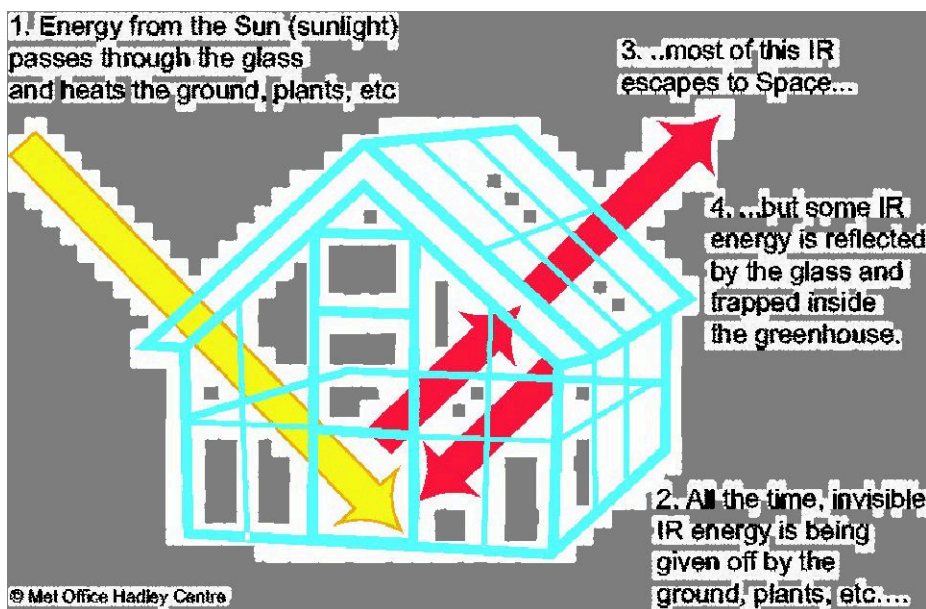 1. Energy from the Sun (sunlight)
passes through the glass
and heats the ground, plants, etc
3. ..most of this IR
escapes to Space...
4. ...but some IR
energy is reflected
by the glass and
trapped inside
the greenhouse.
2. All the time, invisible
IR energy is being
given off by the
ground, plants, etc....
© Met Office Hadley Centre